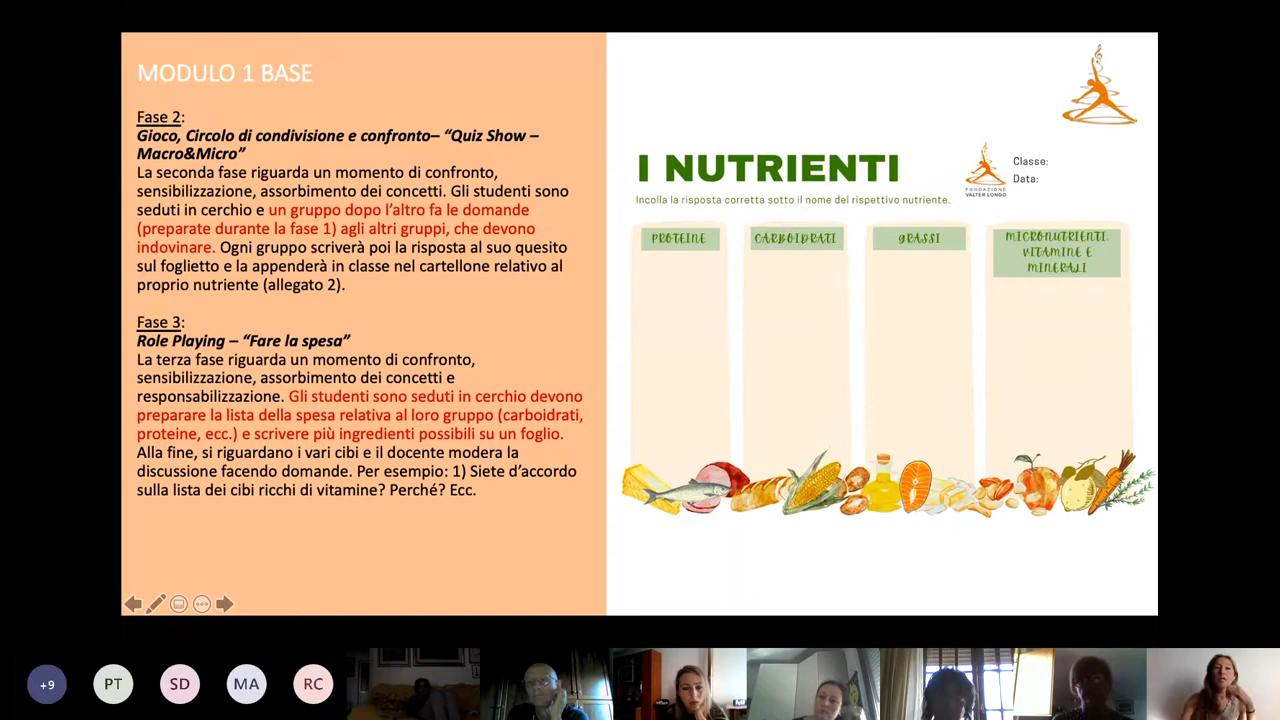 MODULO 1 BASE
Fase 2:
Gioco, Circolo di condivisione e confronto– “Quiz Show –
Macro&Micro”
La seconda fase riguarda un momento di confronto,
sensibilizzazione, assorbimento dei concetti. Gli studenti sono
seduti in cerchio e un gruppo dopo l’altro fa le domande
(preparate durante la fase 1) agli altri gruppi, che devono
indovinare. Ogni gruppo scriverà poi la risposta al suo quesito
sul foglietto e la appenderà in classe nel cartellone relativo al
proprio nutriente (allegato 2).
Fase 3:
Role Playing – “Fare la spesa”
La terza fase riguarda un momento di confronto,
sensibilizzazione, assorbimento dei concetti e
responsabilizzazione. Gli studenti sono seduti in cerchio devono
preparare la lista della spesa relativa al loro gruppo (carboidrati,
proteine, ecc.) e scrivere più ingredienti possibili su un foglio.
Alla fine, si riguardano i vari cibi e il docente modera la
discussione facendo domande. Per esempio: 1) Siete d’accordo
sulla lista dei cibi ricchi di vitamine? Perché? Ecc.
I NUTRIENTI
Incolla la risposta corretta sotto il nome del rispettivo nutriente.
FONDAZIONE
VALTER LONGO
Classe:
Data:
PROTEINE
CARBOIDRATI
GRASSI
MICRONUTRIENTI:
VITAMINE E
MINERALI
+9
PT
SD
MA
RC